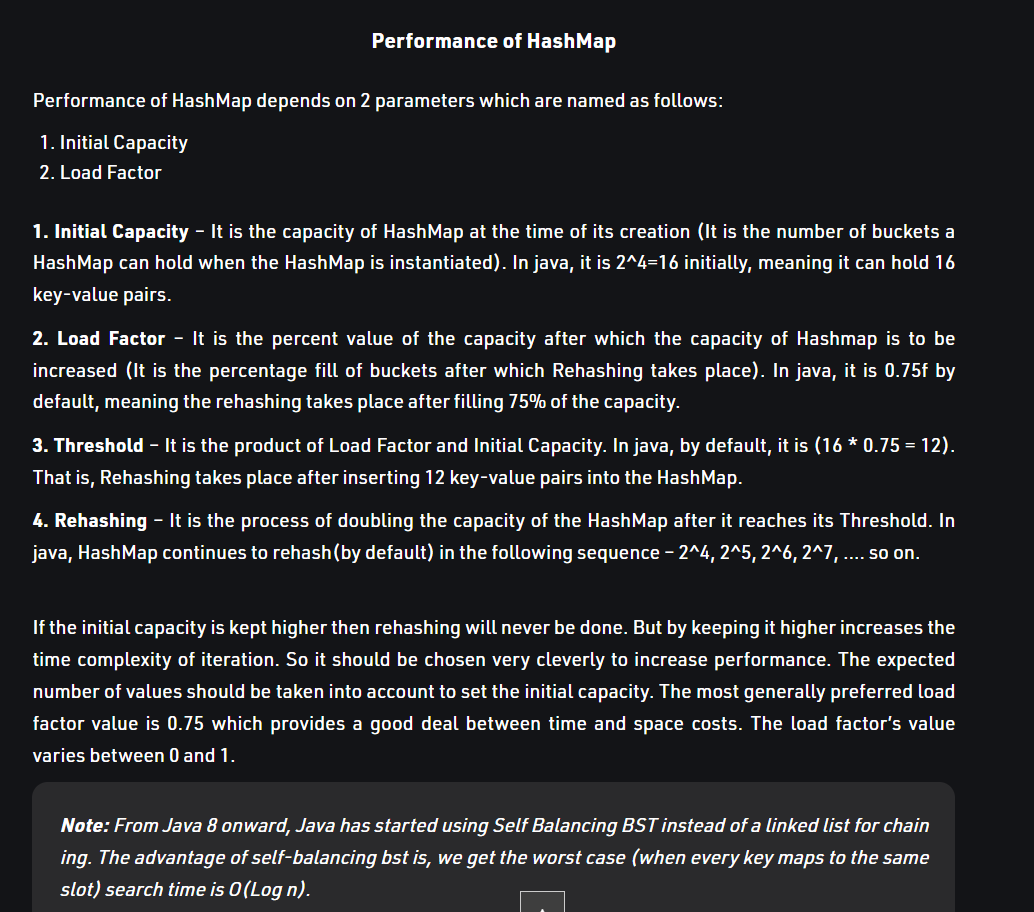 Performance of HashMap
Performance of HashMap depends on 2 parameters which are named as follows:
1. Initial Capacity
2. Load Factor
1. Initial Capacity – It is the capacity of HashMap at the time of its creation (It is the number of buckets a
HashMap can hold when the HashMap is instantiated). In java, it is 2^4=16 initially, meaning it can hold 16
key-value pairs.
2. Load Factor – It is the percent value of the capacity after which the capacity of Hashmap is to be
increased (It is the percentage fill of buckets after which Rehashing takes place). In java, it is 0.75f by
default, meaning the rehashing takes place after filling 75% of the capacity.
3. Threshold – It is the product of Load Factor and Initial Capacity. In java, by default, it is (16 * 0.75 = 12).
That is, Rehashing takes place after inserting 12 key-value pairs into the HashMap.
4. Rehashing – It is the process of doubling the capacity of the HashMap after it reaches its Threshold. In
java, HashMap continues to rehash(by default) in the following sequence – 2^4, 2^5, 2^6, 2^7, .... so on.
If the initial capacity is kept higher then rehashing will never be done. But by keeping it higher increases the
time complexity of iteration. So it should be chosen very cleverly to increase performance. The expected
number of values should be taken into account to set the initial capacity. The most generally preferred load
factor value is 0.75 which provides a good deal between time and space costs. The load factor's value
varies between 0 and 1.
Note: From Java 8 onward, Java has started using Self Balancing BST instead of a linked list for chain
ing. The advantage of self-balancing bst is, we get the worst case (when every key maps to the same
slot) search time is O(Log n).